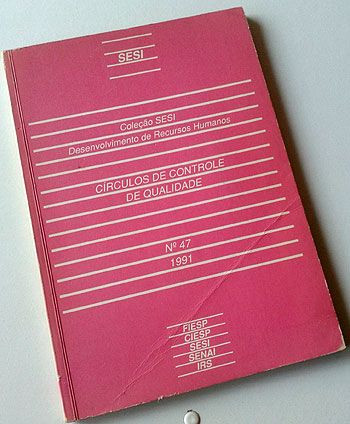 SESI
Coleção SESI
Desenvolvimento de Recursos Humanos
CÍRCULOS DE CONTROLE
DE QUALIDADE
Nº 47
1991
FIESP
CIESP
SESI
SENAI
IRS